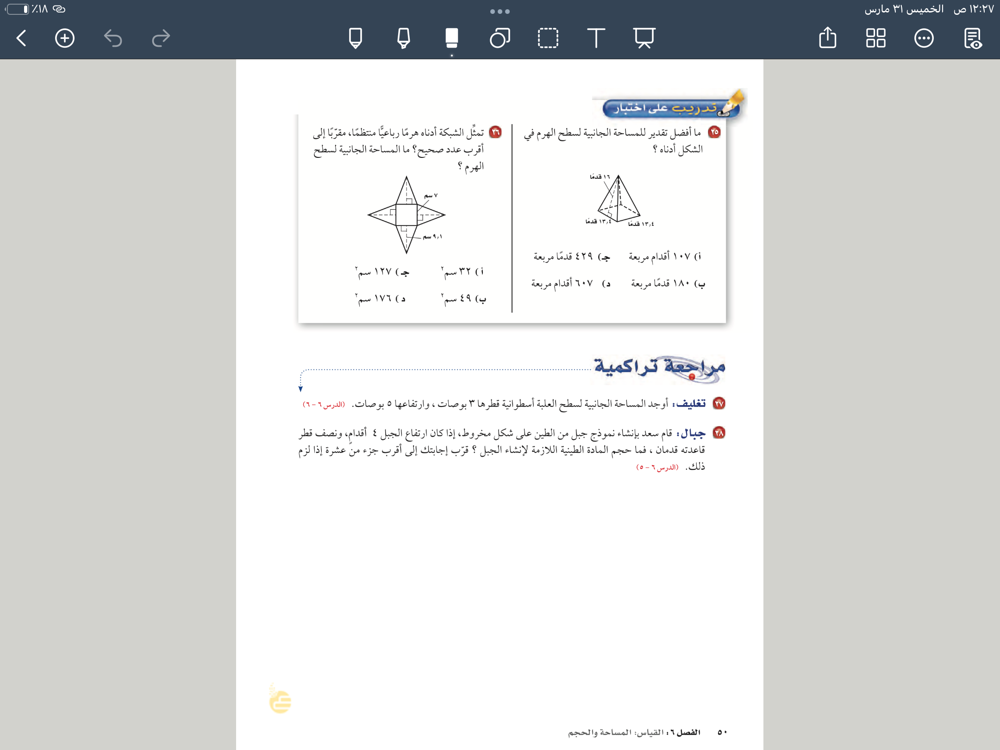 ١٢:٢٧ ص الخميس ٣١ مارس
٪١٨
تدريب على اختبار
٢٥ ما أفضل تقدير للمساحة الجانبية لسطح الهرم في
الشكل أدناه ؟
١٦ قدمًا
١٣,٤ قدمًا
١٣,٤ قدمًا
أ) ١٠٧ أقدام مربعة جـ) ٤٢٩ قدمًا مربعة
ب) ١٨٠ قدمًا مربعة د) ٦٠٧ أقدام مربعة
٢٦ تمثِّل الشبكة أدناه هرمًا رباعيًّا منتظمًا، مقرّبًا إلى
أقرب عدد صحيح؟ ما المساحة الجانبية لسطح
الهرم ؟
٧ سم
٩,١ سم
أ ) ٣٢ سم٢ جـ ) ١٢٧ سم٢
ب) ٤٩ سم٢ د ) ١٧٦ سم٢
مراجعة تراكمية
٢٧ تغليف: أوجد المساحة الجانبية لسطح العلبة أسطوانية قطرها ٣ بوصات ، وارتفاعها ٥ بوصات. (الدرس ٦ – ٦)
٢٨ جبال: قام سعد بإنشاء نموذج جبل من الطين على شكل مخروط، إذا كان ارتفاع الجبل ٤ أقدامٍ، ونصف قطر
قاعدته قدمان ، فما حجم المادة الطينية اللازمة لإنشاء الجبل ؟ قرّب إجابتك إلى أقرب جزء من عشرة إذا لزم
ذلك. (الدرس ٦ – ٥)
٥٠ الفصل ٦: القياس: المساحة والحجم